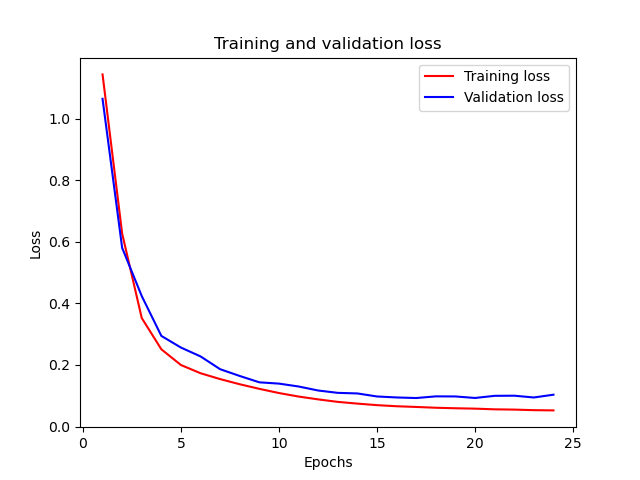 Training and validation loss
Training loss
Validation loss
Loss
1.0
0.8
0.6
0.4
0.2
0.0
0 5 10 15 20 25
Epochs